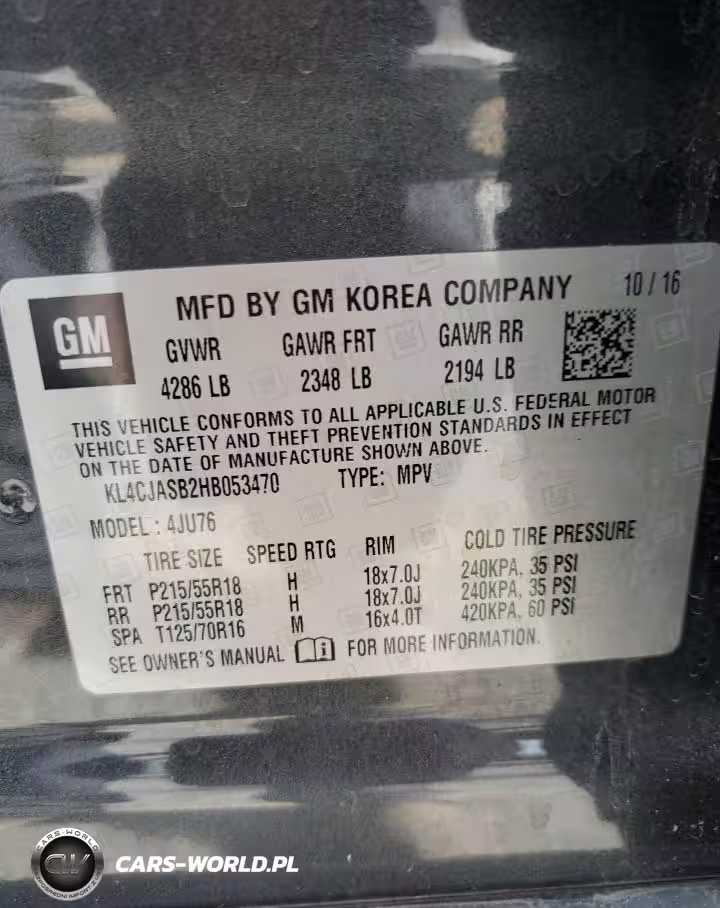 GM
MFD BY GM KOREA COMPANY 10 / 16
GVWR GAWR FRT GAWR RR
4286 LB 2348 LB 2194 LB
THIS VEHICLE CONFORMS TO ALL APPLICABLE U.S. FEDERAL MOTOR
VEHICLE SAFETY AND THEFT PREVENTION STANDARDS IN EFFECT
ON THE DATE OF MANUFACTURE SHOWN ABOVE.
KL4CJASB2HB053470 TYPE: MPV
MODEL : 4JU76
TIRE SIZE SPEED RTG RIM COLD TIRE PRESSURE
FRT P215/55R18 H 18x7.0J 240KPA, 35 PSI
RR P215/55R18 H 18x7.0J 240KPA, 35 PSI
SPA T125/70R16 M 16x4.0T 420KPA, 60 PSI
SEE OWNER'S MANUAL i FOR MORE INFORMATION.
CARS-WORLD
CW
CARS-WORLD.PL